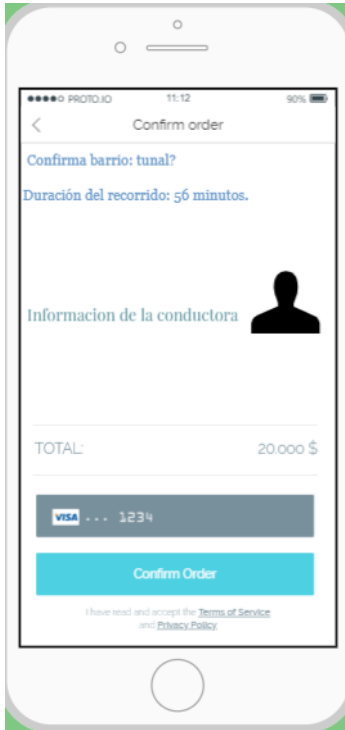 PROTO.IO 11:12 90%
Confirm order
Confirma barrio: tunal?
Duración del recorrido: 56 minutos.
Informacion de la conductora
TOTAL: 20.000 $
VISA ... 1234
Confirm Order
I have read and accept the Terms of Service
and Privacy Policy